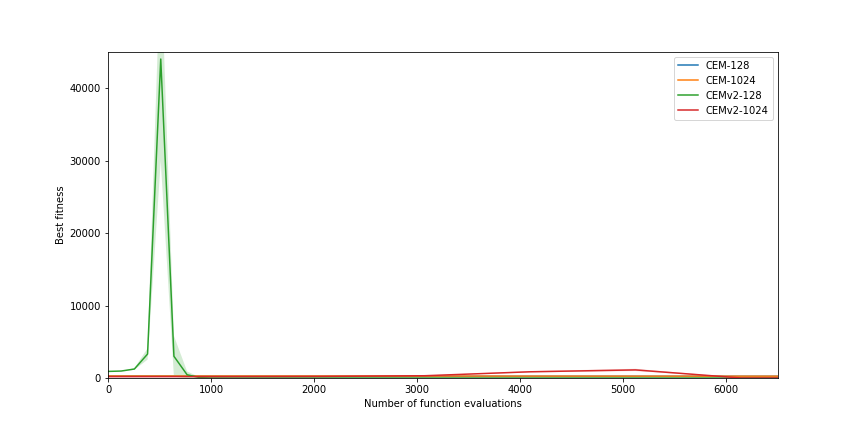 CEM-128
CEM-1024
CEMv2-128
CEMv2-1024
40000
30000
20000
10000
0
Best fitness
0 1000 2000 3000 4000 5000 6000
Number of function evaluations